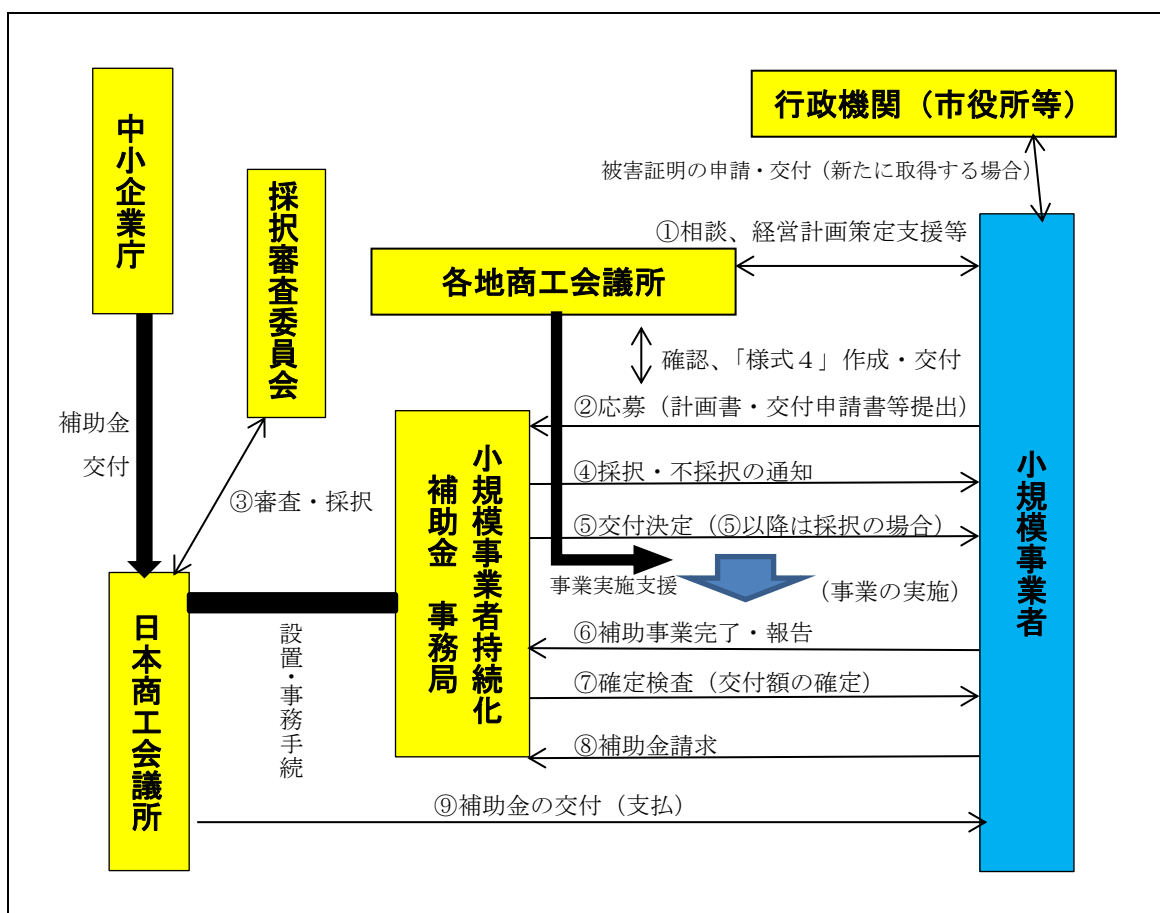 行政機関（市役所等）
中小企業庁
被害証明の申請・交付（新たに取得する場合）
採択審査委員会
①相談、経営計画策定支援等
各地商工会議所
確認、「様式４」作成・交付
補助金
交付
②応募（計画書・交付申請書等提出）
小規模事業者持続化
補助金　事務局
小規模事業者
④採択・不採択の通知
③審査・採択
⑤交付決定（⑤以降は採択の場合）
事業実施支援
（事業の実施）
日本商工会議所
設置・事務手続
⑥補助事業完了・報告
⑦確定検査（交付額の確定）
⑧補助金請求
⑨補助金の交付（支払）